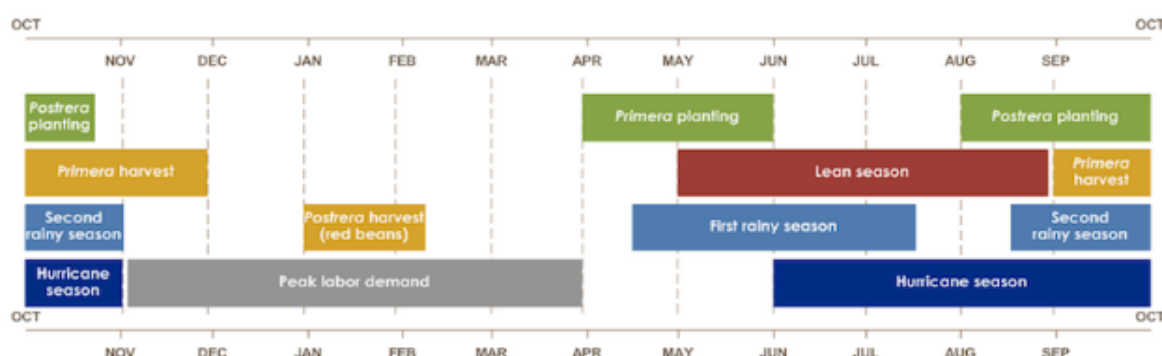 OCT OCT
NOV DEC JAN FEB MAR APR MAY JUN JUL AUG SEP
Postrera
planting
Primera planting
Postrera planting
Primera harvest
Lean season
Primera
harvest
Second
rainy season
Postrera harvest
(red beans)
First rainy season
Second
rainy season
Hurricane
season
Peak labor demand
Hurricane season
OCT OCT
NOV DEC JAN FEB MAR APR MAY JUN JUL AUG SEP